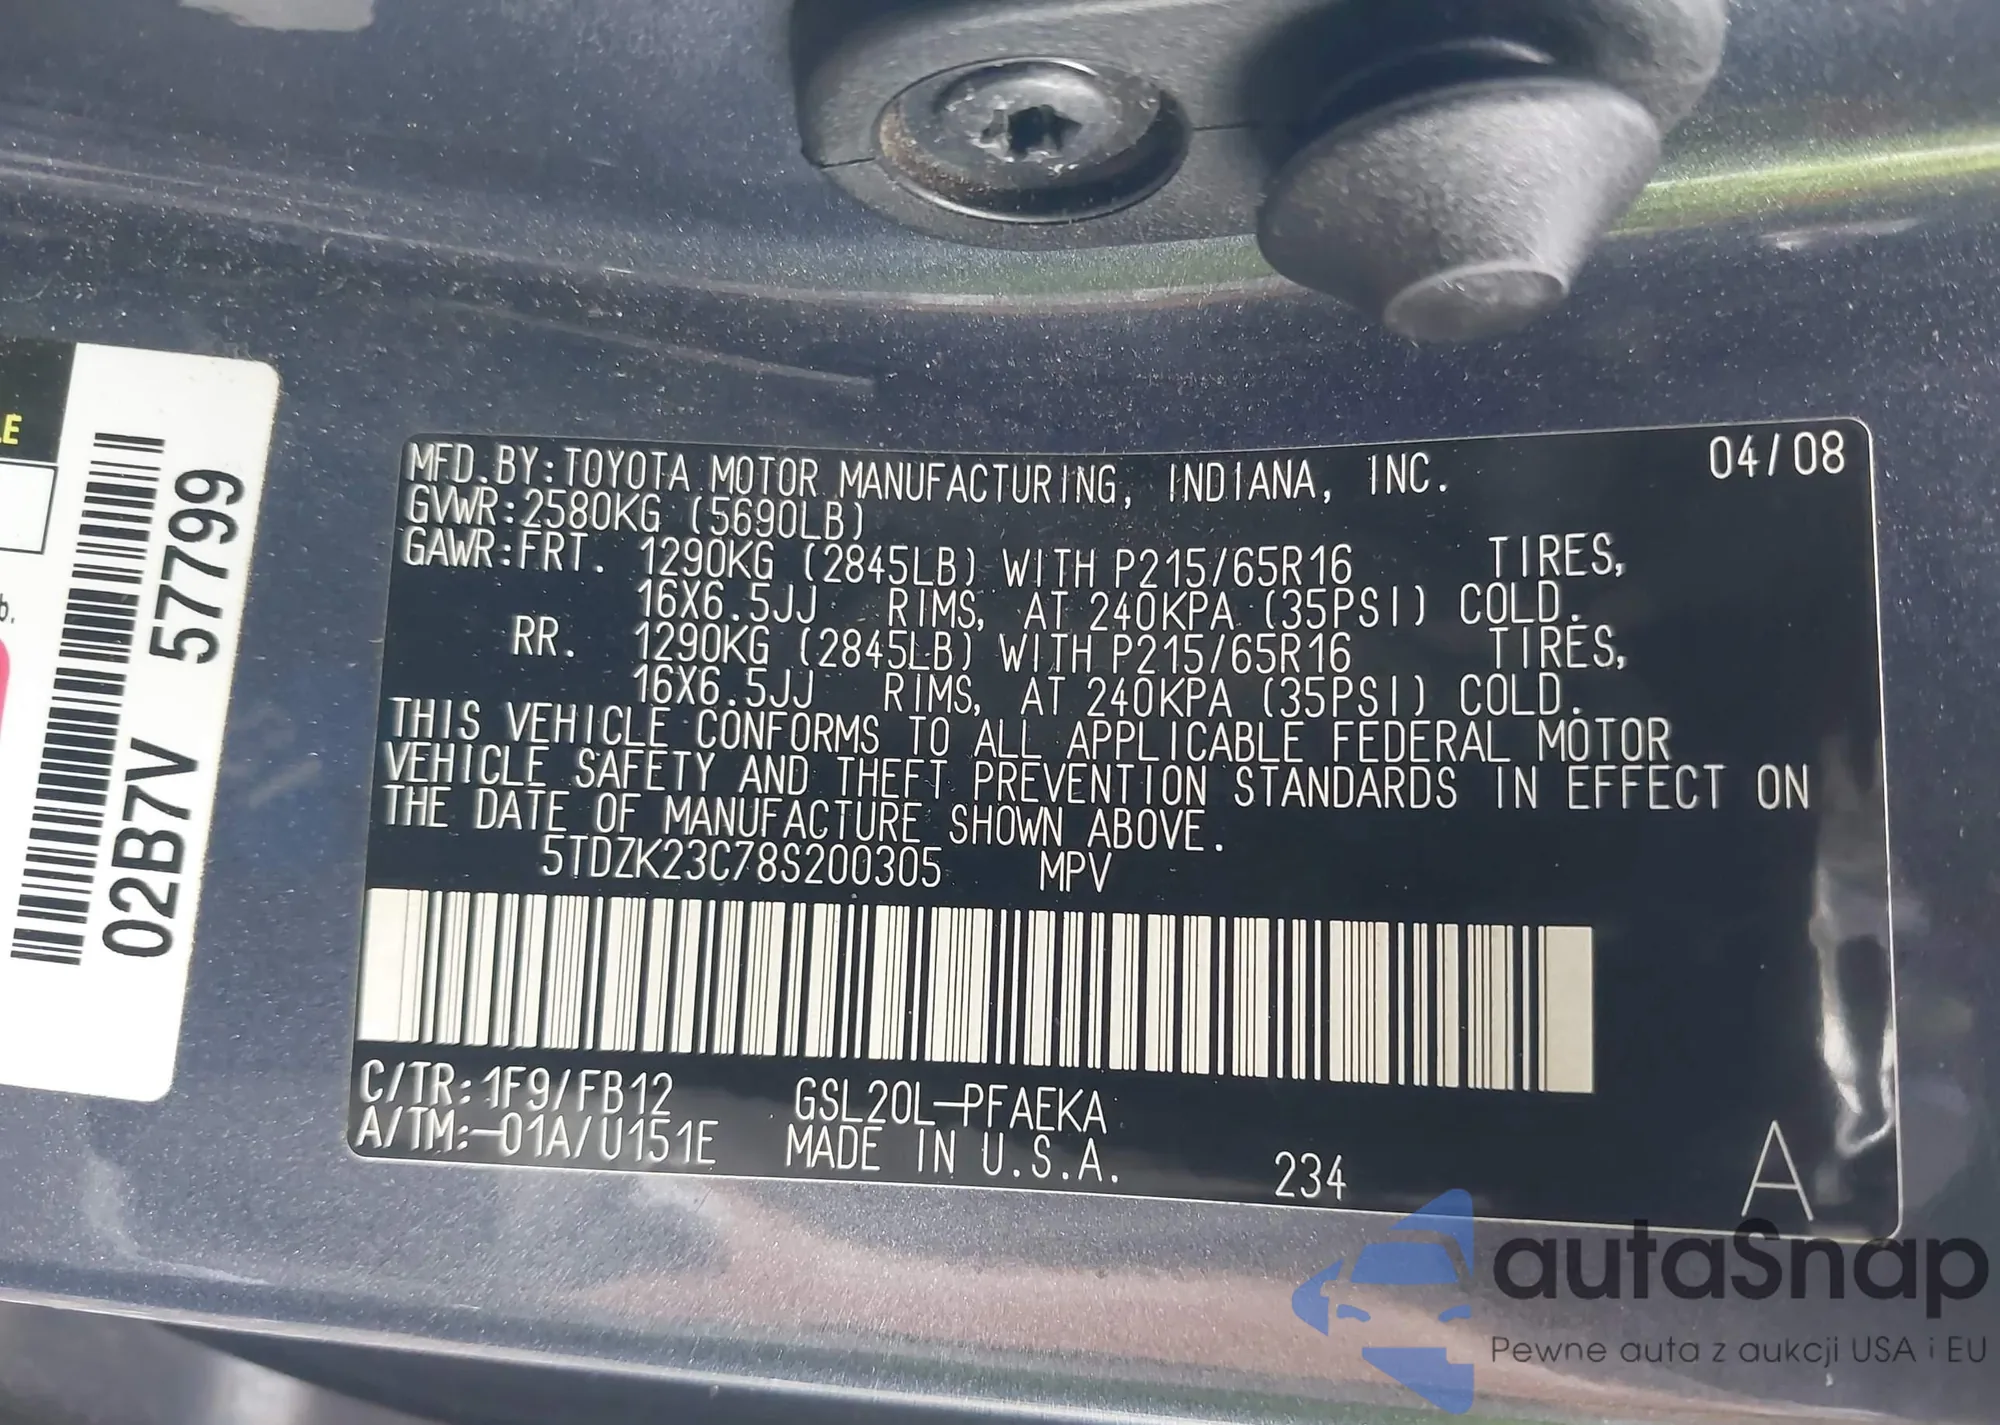 MFD.BY:TOYOTA MOTOR MANUFACTURING, INDIANA, INC. 04/08
GVWR:2580KG (5690LB)
GAWR:FRT. 1290KG (2845LB) WITH P215/65R16 TIRES,
16X6.5JJ RIMS, AT 240KPA (35PSI) COLD.
RR. 1290KG (2845LB) WITH P215/65R16 TIRES,
16X6.5JJ RIMS, AT 240KPA (35PSI) COLD.
THIS VEHICLE CONFORMS TO ALL APPLICABLE FEDERAL MOTOR
VEHICLE SAFETY AND THEFT PREVENTION STANDARDS IN EFFECT ON
THE DATE OF MANUFACTURE SHOWN ABOVE.
5TDZK23C78S200305 MPV
C/TR:1F9/FB12 GSL20L-PFAEKA
A/TM:-01A/U151E MADE IN U.S.A. 234 A
02B7V 57799
autaSnap
Pewne auta z aukcji USA i EU